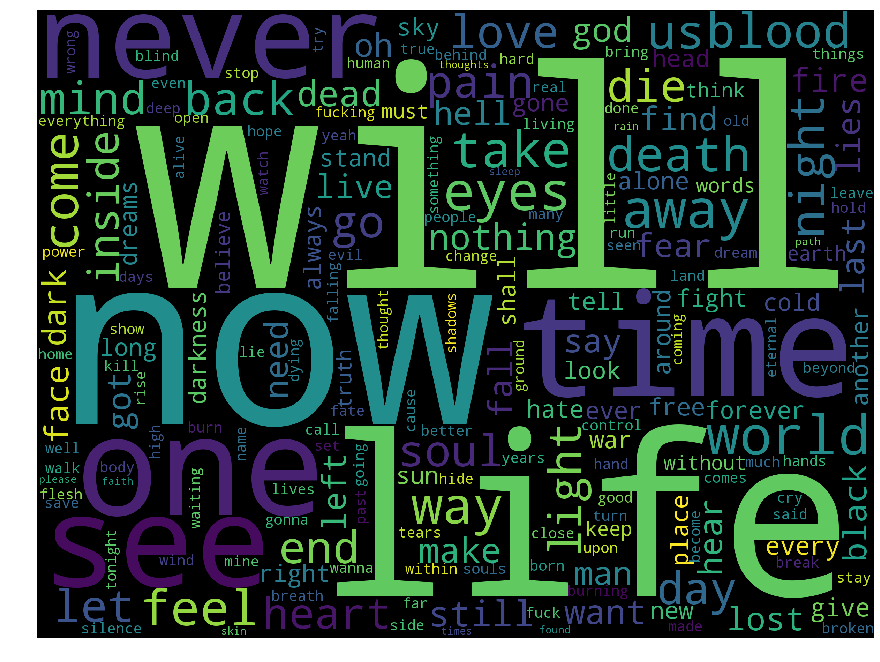 never
will
now
time
life
one
see
wrong
blind
try
stop
even
deep
open
mind
everything
back
oh
sky
true
human
behind
love
thoughts
hard
god
bring
us
blood
head
things
dead
fucking
must
pain
hell
gone
real
living
die
done
rain
think
old
fire
lies
come
inside
dreams
alive
hope
yeah
watch
stand
live
take
eyes
something
sleep
people
many
find
death
alone
words
little
run
away
night
leave
hold
last
power
dark
days
believe
always
go
evil
falling
nothing
change
shall
seen
fear
dream
path
earth
land
face
show
home
long
kill
rise
got
darkness
lie
need
dying
truth
thought
shadows
fall
ground
tell
fight
say
look
around
coming
cold
eternal
beyond
another
fate
cause
better
hate
ever
free
forever
control
war
world
well
high
burn
name
call
set
walk
body
please
faith
flesh
save
waiting
lives
going
gonna
left
past
soul
sun
hide
years
way
light
hand
without
much
hands
good
comes
black
tears
close
turn
keep
place
hear
cry
said
every
become
break
upon
tonight
wind
mine
end
wanna
within
souls
make
born
man
day
stay
right
breath
burning
let
feel
heart
far
side
still
fuck
want
new
made
lost
give
broken
silence
skin
times
found